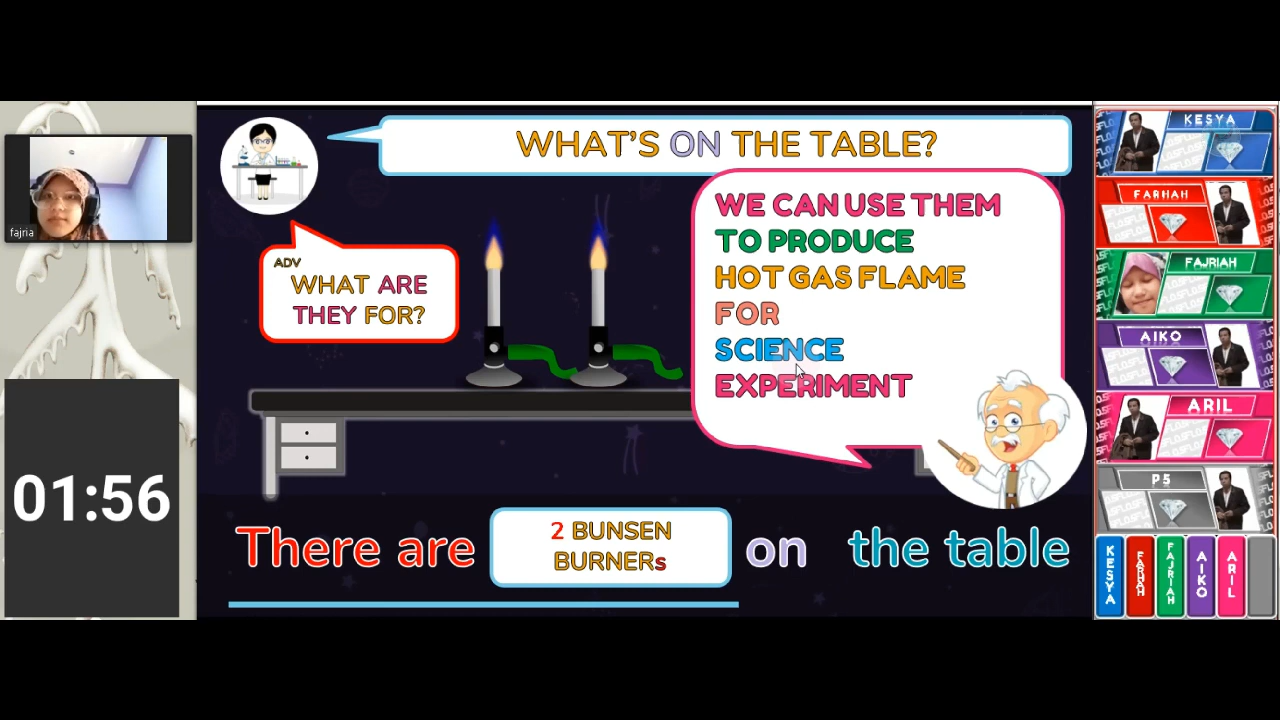 WHAT'S ON THE TABLE?
ADV
WHAT ARE
THEY FOR?
WE CAN USE THEM
TO PRODUCE
HOT GAS FLAME
FOR
SCIENCE
EXPERIMENT
There are
2 BUNSEN
BURNERs
on the table
fajria
01:56
KESYA
FARHAH
FAJRIAH
AIKO
ARIL
P5
KESYA
FARHAH
FAJRIAH
AIKO
ARIL